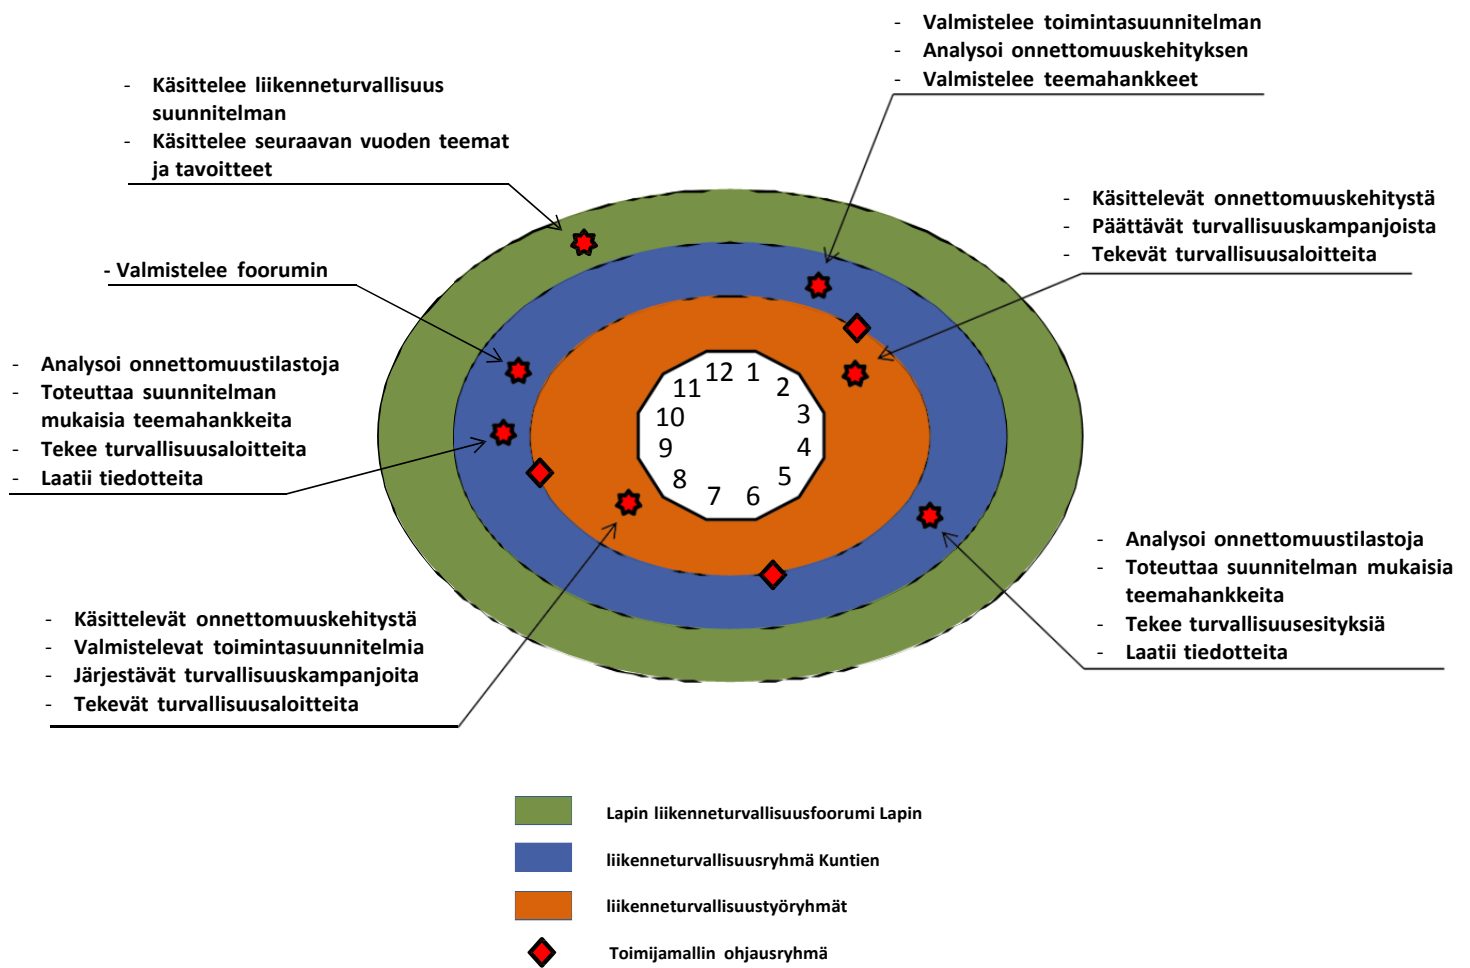 - Valmistelee toimintasuunnitelman
- Analysoi onnettomuuskehityksen
- Valmistelee teemahankkeet
- Käsittelee liikenneturvallisuus
suunnitelman
- Käsittelee seuraavan vuoden teemat
ja tavoitteet
- Käsittelevät onnettomuuskehitystä
- Päättävät turvallisuuskampanjoista
- Tekevät turvallisuusaloitteita
- Valmistelee foorumin
- Analysoi onnettomuustilastoja
- Toteuttaa suunnitelman
mukaisia teemahankkeita
- Tekee turvallisuusaloitteita
- Laatii tiedotteita
12
1
2
3
4
5
6
7
8
9
10
11
- Analysoi onnettomuustilastoja
- Toteuttaa suunnitelman mukaisia
teemahankkeita
- Tekee turvallisuusesityksiä
- Laatii tiedotteita
- Käsittelevät onnettomuuskehitystä
- Valmistelevat toimintasuunnitelmia
- Järjestävät turvallisuuskampanjoita
- Tekevät turvallisuusaloitteita
Lapin liikenneturvallisuusfoorumi Lapin
liikenneturvallisuusryhmä Kuntien
liikenneturvallisuustyöryhmät
Toimijamallin ohjausryhmä